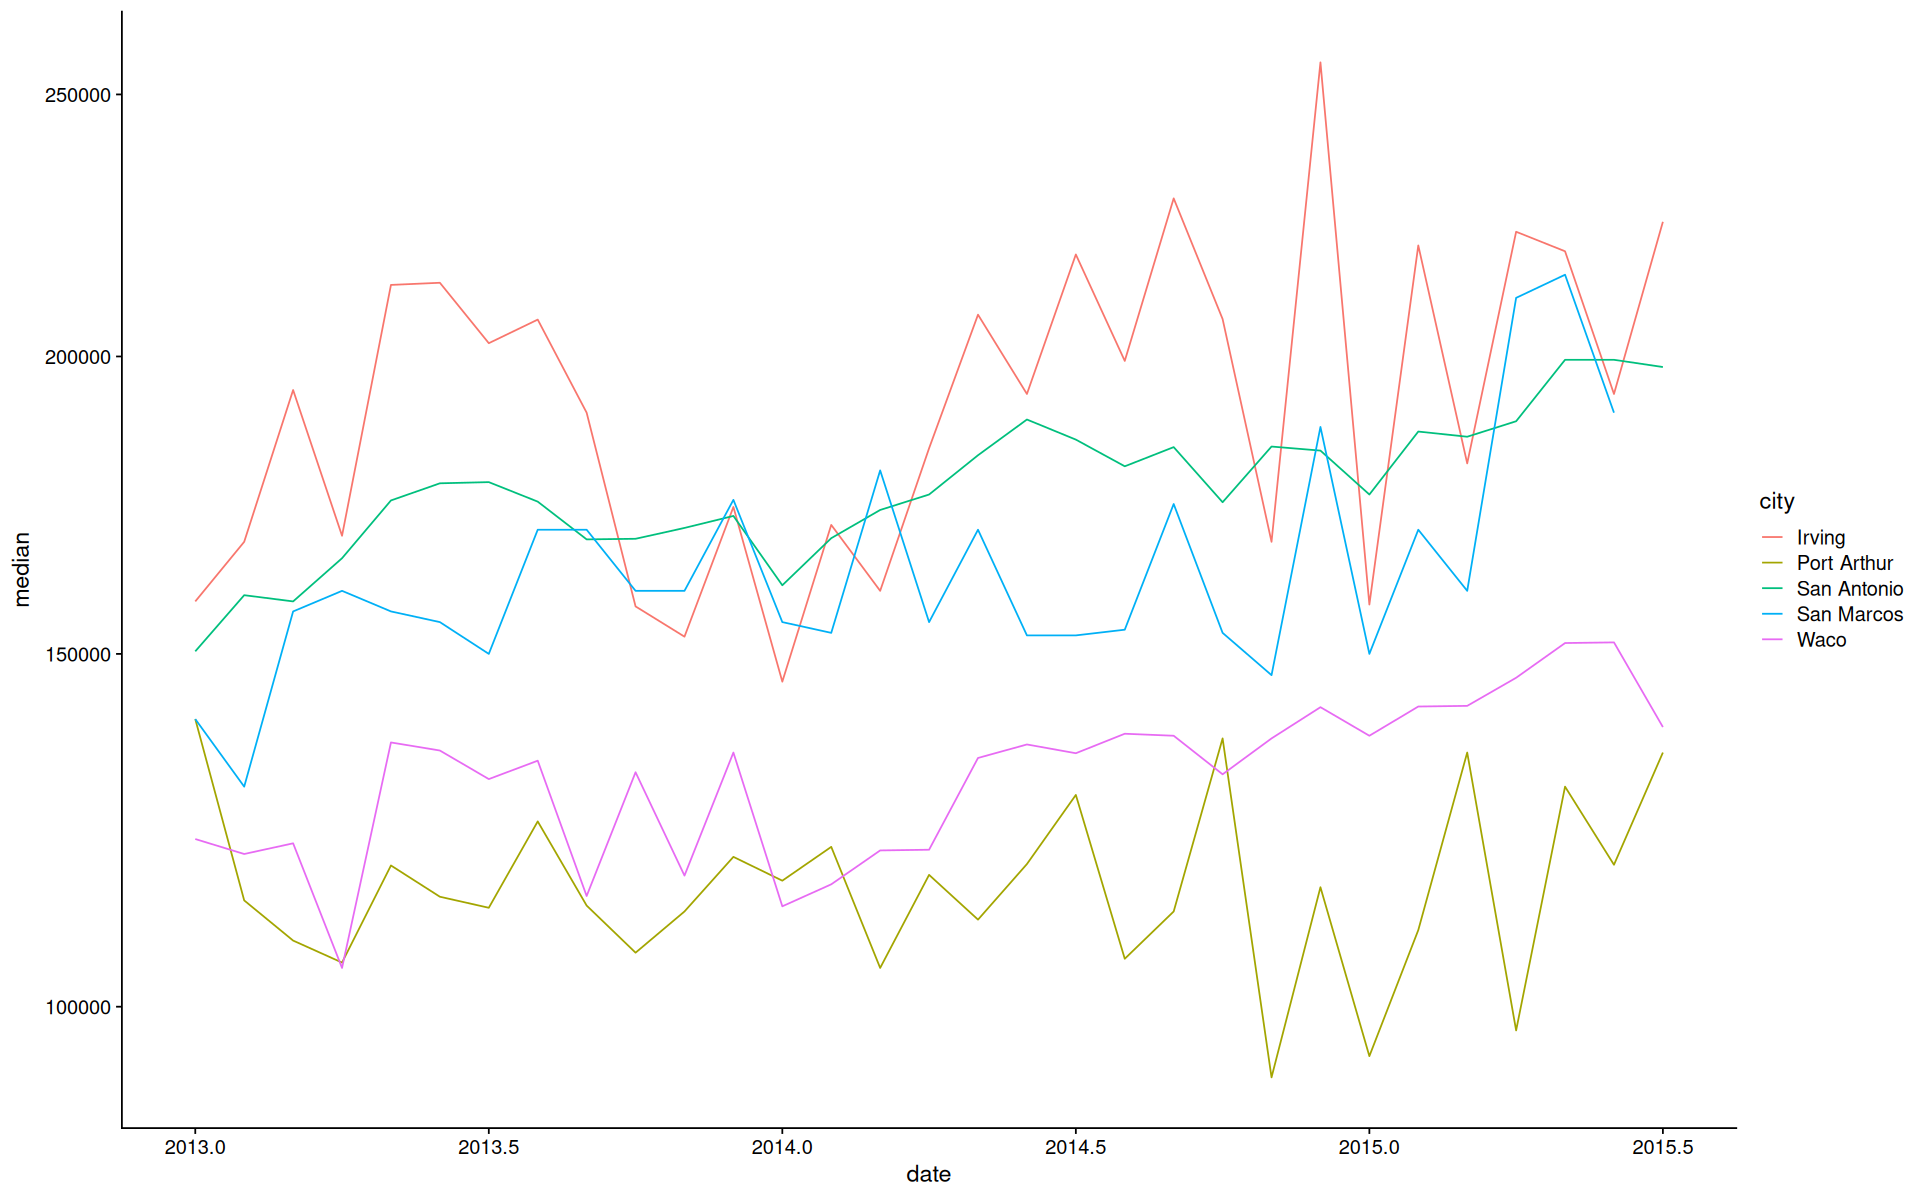 250000
200000
150000
100000
median
2013.0 2013.5 2014.0 2014.5 2015.0 2015.5
date
city
Irving
Port Arthur
San Antonio
San Marcos
Waco